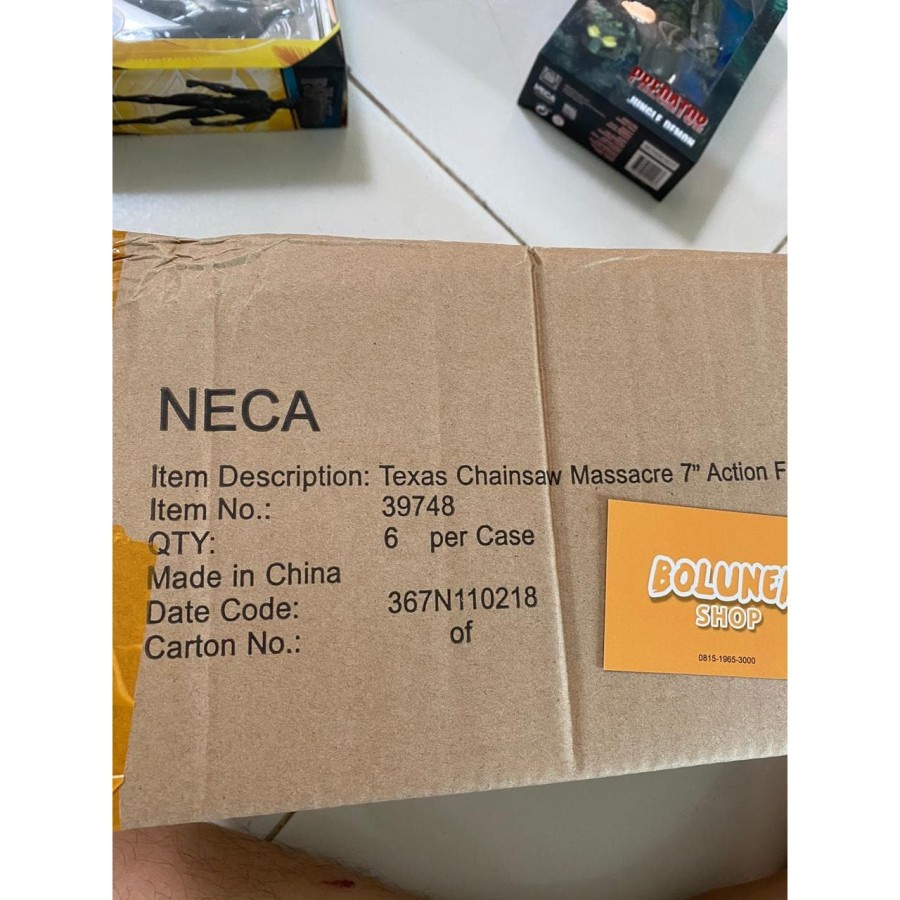 PREDATOR
JUNGLE DEMON
NECA
Item Description: Texas Chainsaw Massacre 7” Action F
Item No.: 39748
QTY: 6 per Case
Made in China
Date Code: 367N110218
Carton No.: of
BOLUNE
SHOP
0815-1965-3000